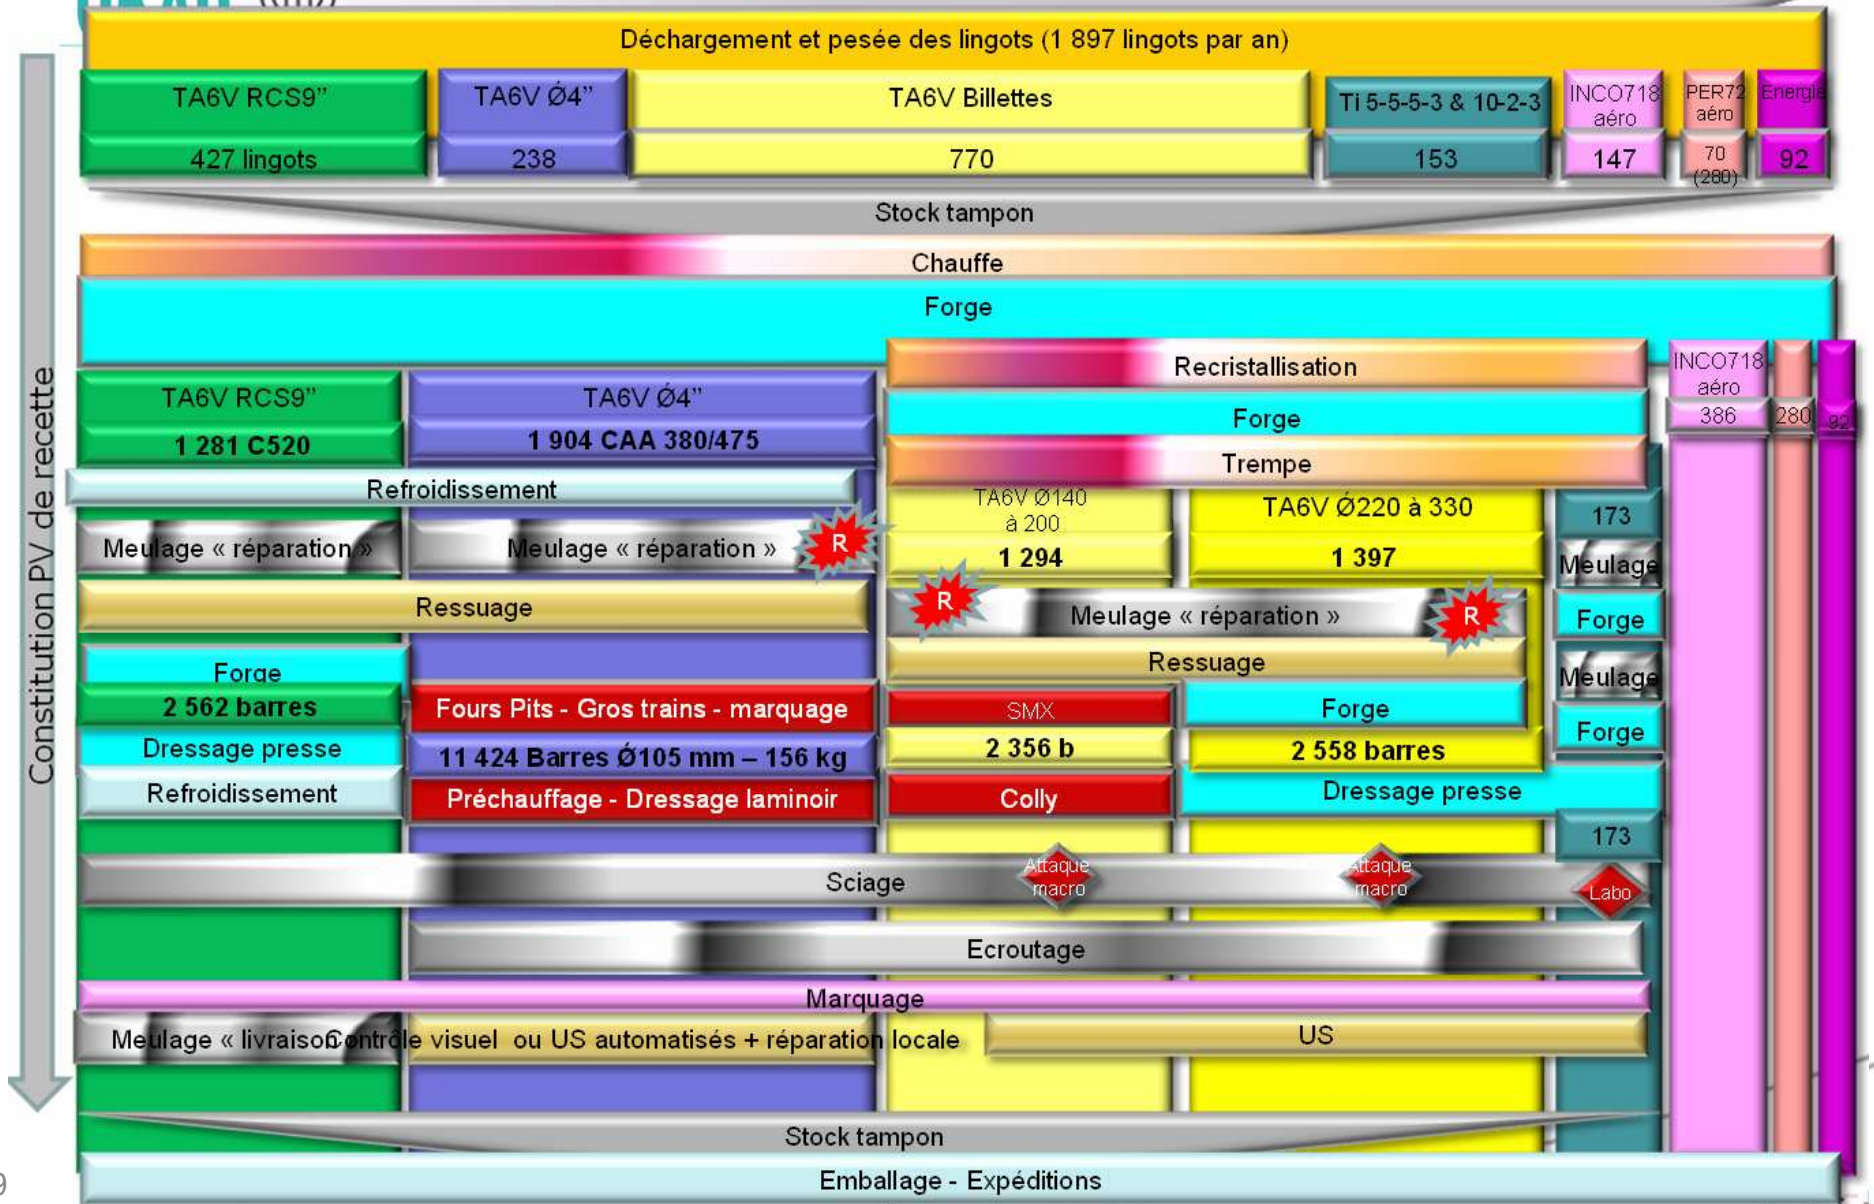 Déchargement et pesée des lingots (1 897 lingots par an)
TA6V RCS9”
TA6V Ǿ4”
TA6V Billettes
Ti 5-5-5-3 & 10-2-3
INCO718
aéro
PER72
aéro
Energie
427 lingots
238
770
153
147
70
(280)
92
Stock tampon
Chauffe
Forge
Constitution PV de recette
Recristallisation
INCO718
aéro
386
280
92
TA6V RCS9”
TA6V Ǿ4”
Forge
1 281 C520
1 904 CAA 380/475
Trempe
Refroidissement
TA6V Ø140
à 200
TA6V Ǿ220 à 330
173
Meulage « réparation »
Meulage « réparation »
R
1 294
1 397
Meulage
Ressuage
R
Meulage « réparation »
R
Forge
Ressuage
Meulage
Forge
2 562 barres
Fours Pits - Gros trains - marquage
SMX
Forge
Forge
Dressage presse
11 424 Barres Ǿ105 mm – 156 kg
2 356 b
2 558 barres
Refroidissement
Préchauffage - Dressage laminoir
Colly
Dressage presse
173
Sciage
Attaque
macro
Attaque
macro
Labo
Ecroutage
Marquage
Meulage « livraison
Contrôle visuel ou US automatisés + réparation locale
US
Stock tampon
Emballage - Expéditions
9